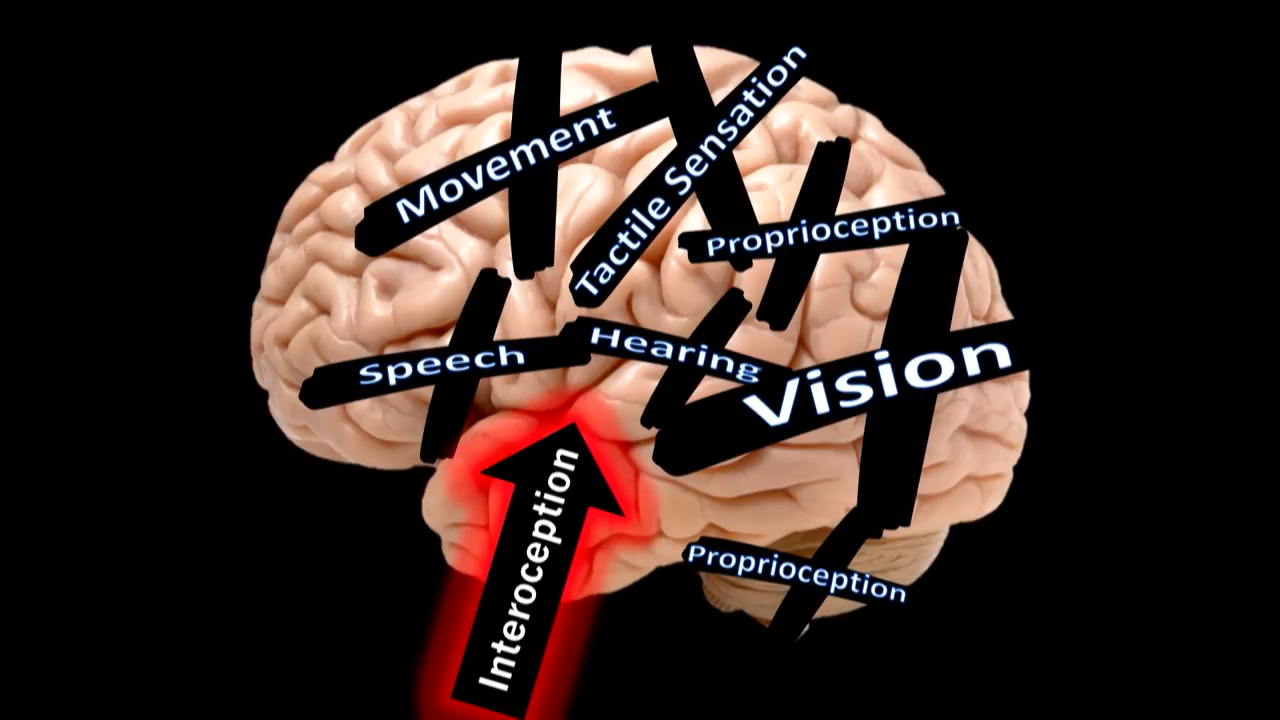 Movement
Tactile Sensation
Proprioception
Speech
Hearing
Vision
Interoception
Proprioception